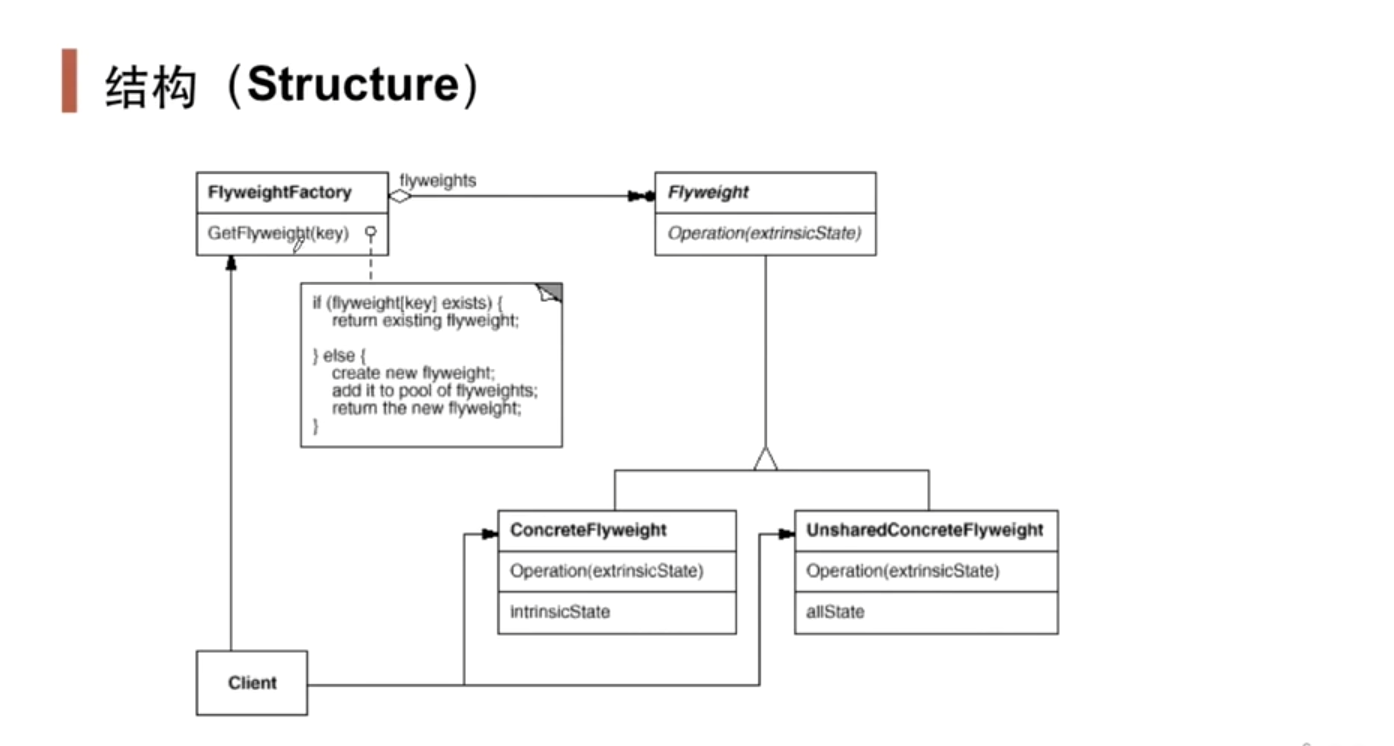 结构（Structure）
FlyweightFactory
GetFlyweight(key)
flyweights
Flyweight
Operation(extrinsicState)
if (flyweight[key] exists) {
return existing flyweight;
} else {
create new flyweight;
add it to pool of flyweights;
return the new flyweight;
}
ConcreteFlyweight
Operation(extrinsicState)
intrinsicState
UnsharedConcreteFlyweight
Operation(extrinsicState)
allState
Client